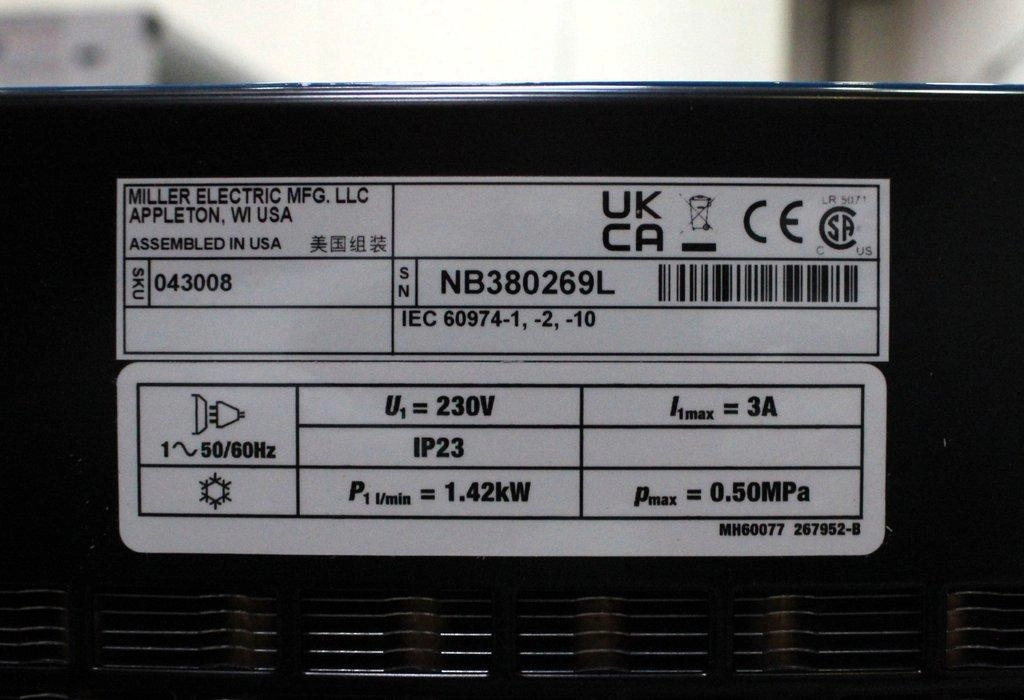 MILLER ELECTRIC MFG. LLC
APPLETON, WI USA
ASSEMBLED IN USA 美国组装
UK
CA
CE
LR 5071
SA
C US
SKU 043008
SN NB380269L
IEC 60974-1, -2, -10
1∿50/60Hz
U1 = 230V
I1max = 3A
IP23
P1 l/min = 1.42kW
pmax = 0.50MPa
MH60077 267952-B